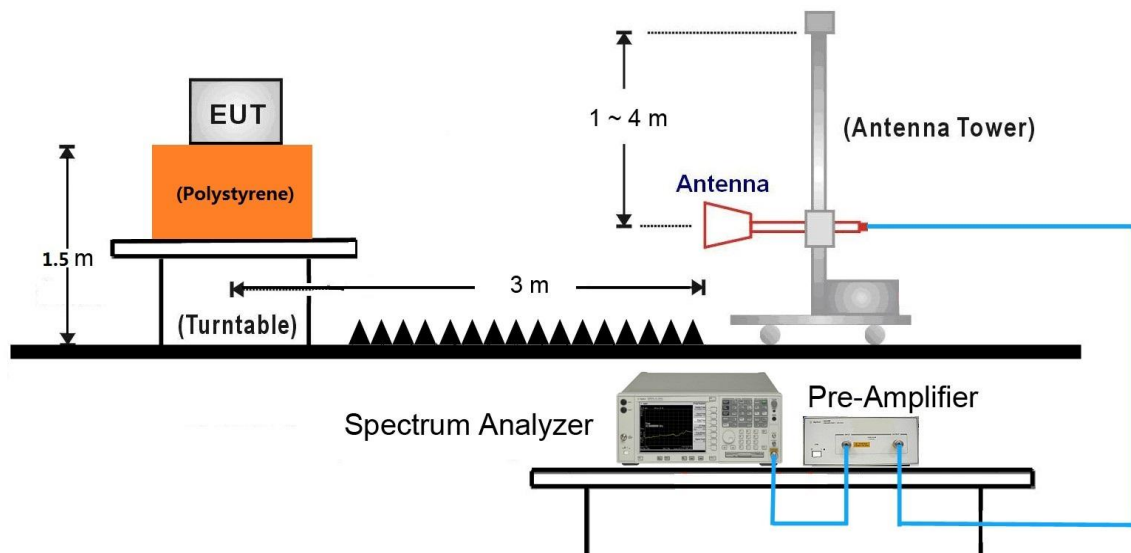 EUT
(Polystyrene)
1.5 m
(Turntable)
3 m
1 ~ 4 m
Antenna
(Antenna Tower)
Spectrum Analyzer
Pre-Amplifier